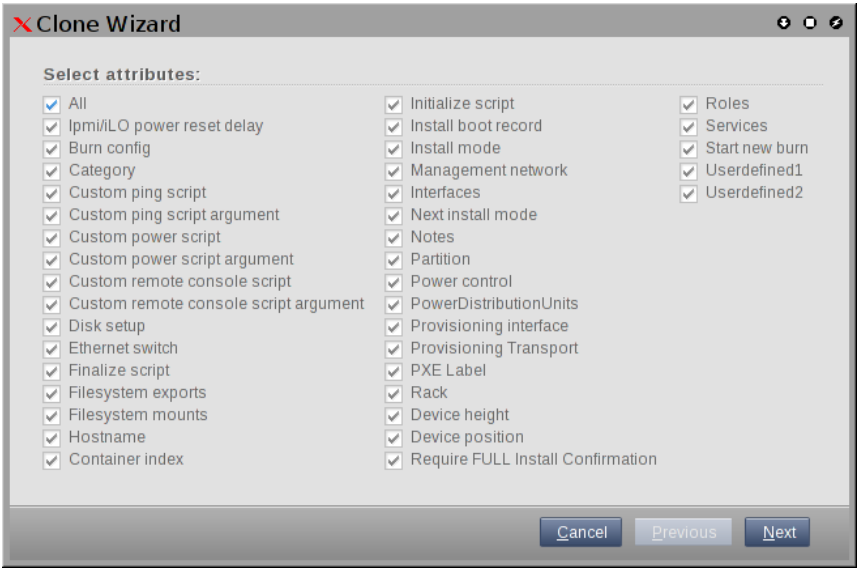 Clone Wizard
Select attributes:
All
Ipmi/iLO power reset delay
Burn config
Category
Custom ping script
Custom ping script argument
Custom power script
Custom power script argument
Custom remote console script
Custom remote console script argument
Disk setup
Ethernet switch
Finalize script
Filesystem exports
Filesystem mounts
Hostname
Container index
Initialize script
Install boot record
Install mode
Management network
Interfaces
Next install mode
Notes
Partition
Power control
PowerDistributionUnits
Provisioning interface
Provisioning Transport
PXE Label
Rack
Device height
Device position
Require FULL Install Confirmation
Roles
Services
Start new burn
Userdefined1
Userdefined2
Cancel
Previous
Next